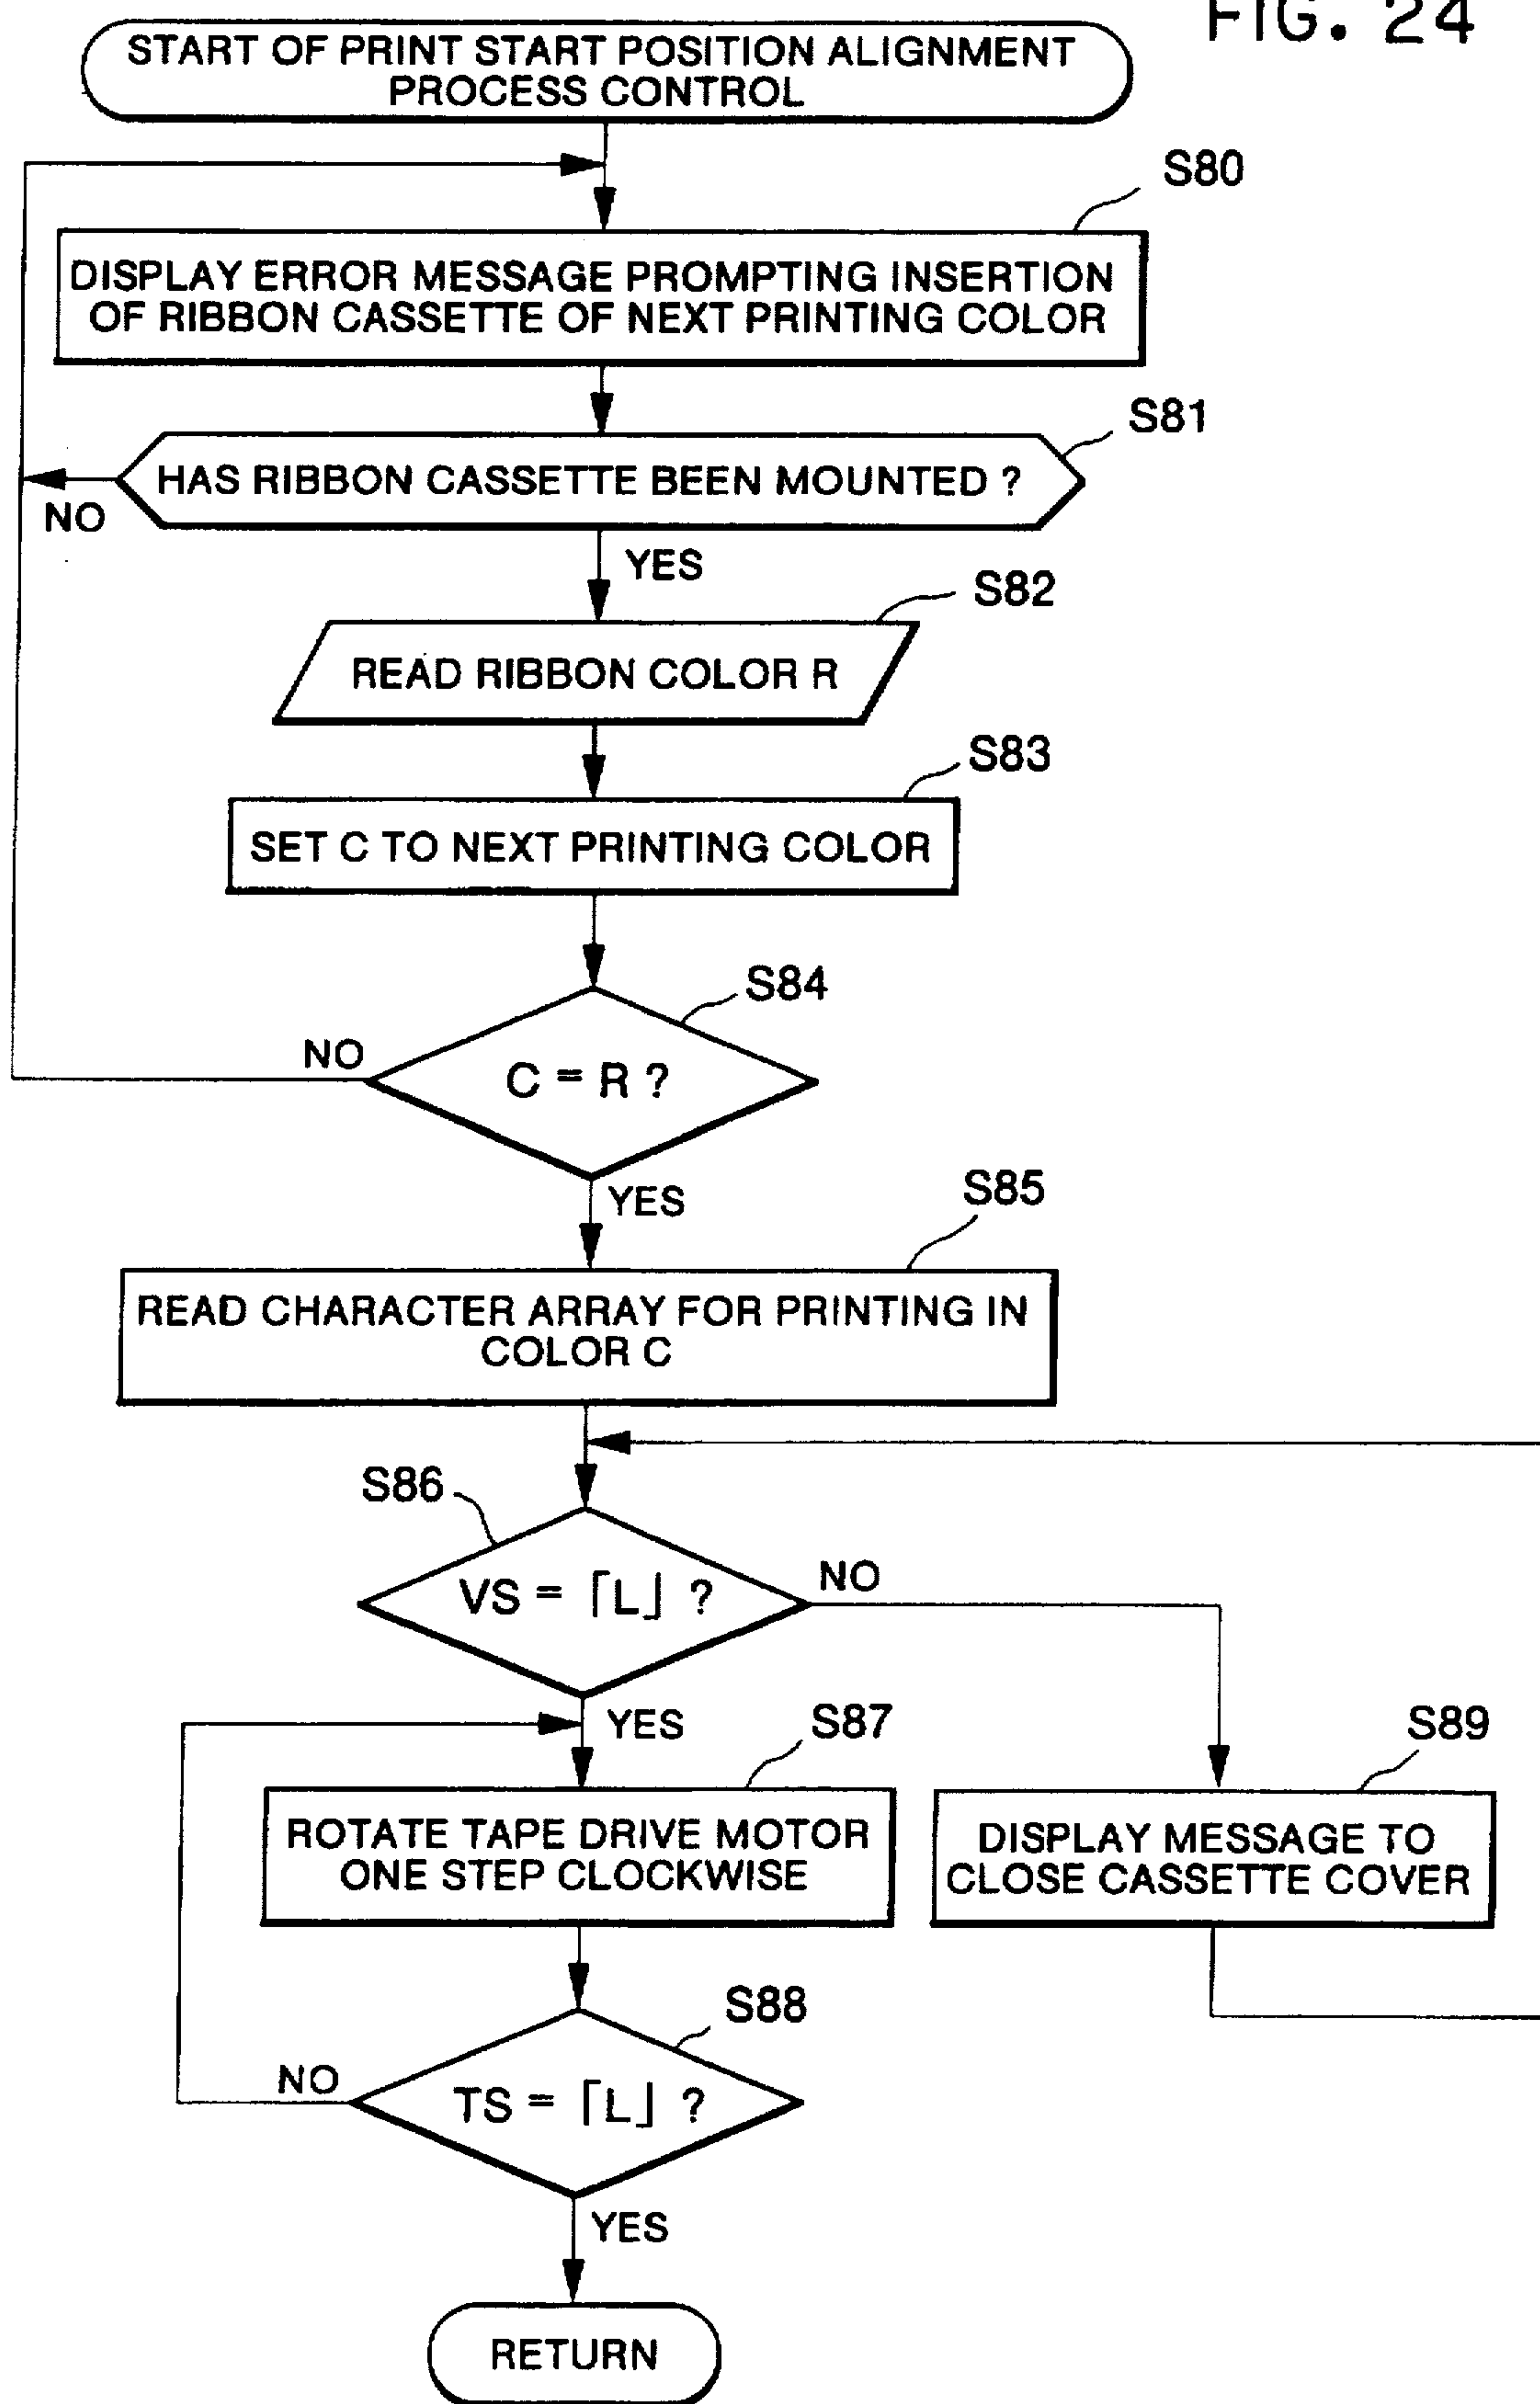 FIG. 24
START OF PRINT START POSITION ALIGNMENT
PROCESS CONTROL
S80
DISPLAY ERROR MESSAGE PROMPTING INSERTION
OF RIBBON CASSETTE OF NEXT PRINTING COLOR
S81
HAS RIBBON CASSETTE BEEN MOUNTED ?
NO
YES
S82
READ RIBBON COLOR R
S83
SET C TO NEXT PRINTING COLOR
S84
NO
C = R ?
YES
S85
READ CHARACTER ARRAY FOR PRINTING IN
COLOR C
S86
VS = ⌈L⌋ ?
NO
YES
S87
S89
ROTATE TAPE DRIVE MOTOR
ONE STEP CLOCKWISE
DISPLAY MESSAGE TO
CLOSE CASSETTE COVER
S88
NO
TS = ⌈L⌋ ?
YES
RETURN